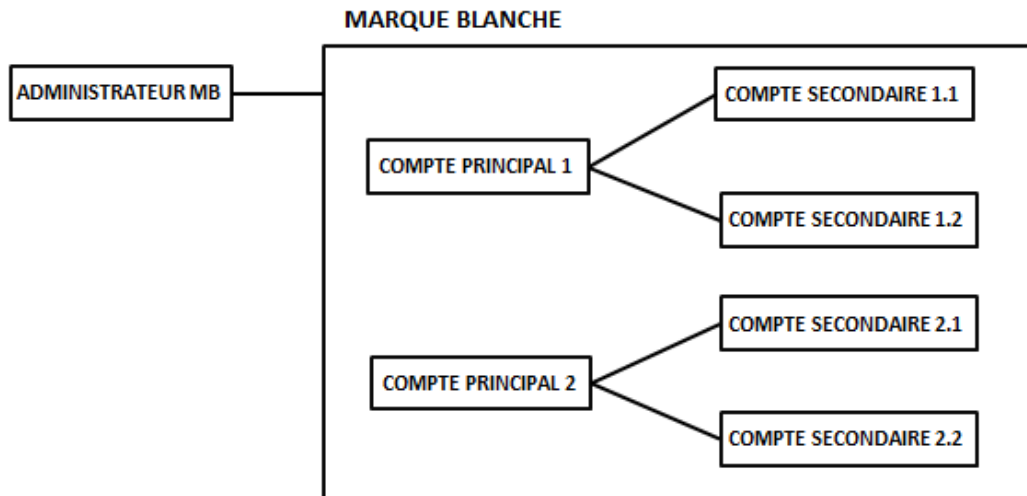 MARQUE BLANCHE
ADMINISTRATEUR MB
COMPTE PRINCIPAL 1
COMPTE SECONDAIRE 1.1
COMPTE SECONDAIRE 1.2
COMPTE PRINCIPAL 2
COMPTE SECONDAIRE 2.1
COMPTE SECONDAIRE 2.2